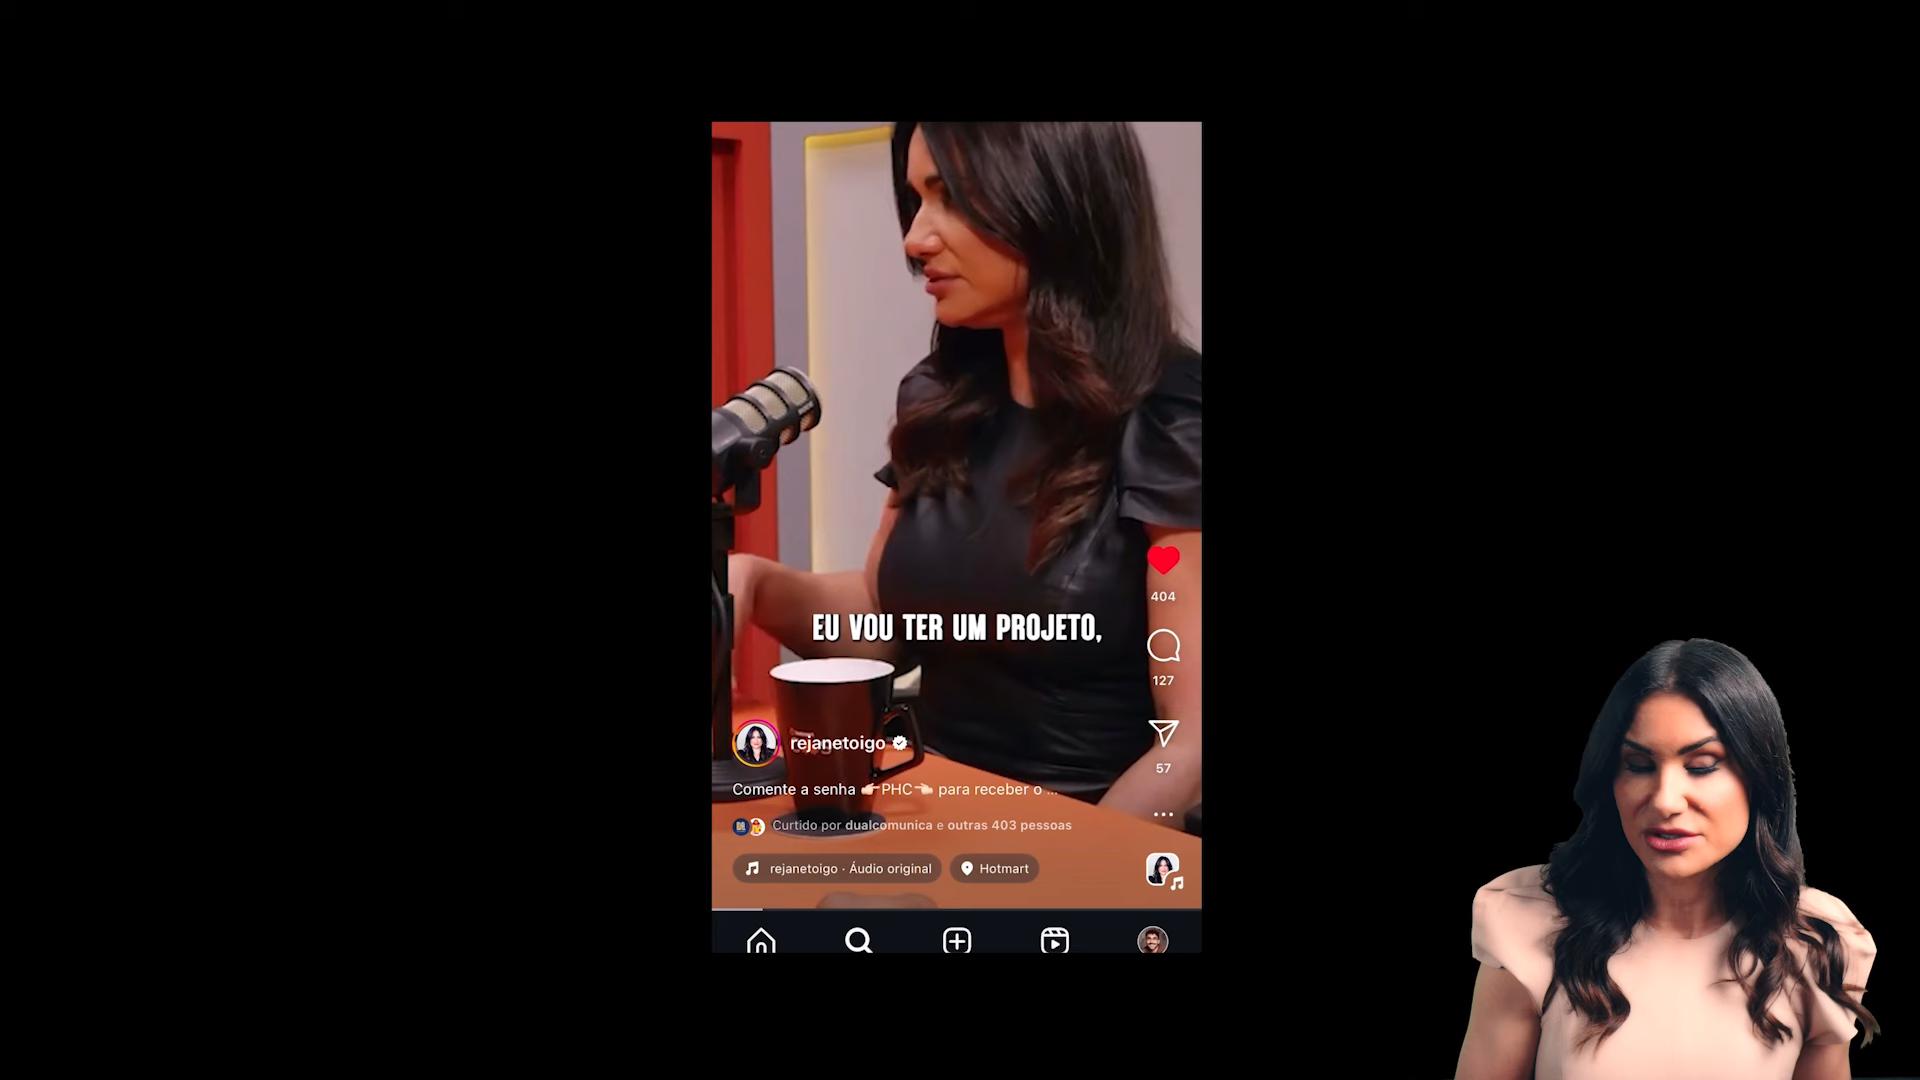 EU VOU TER UM PROJETO,
404
127
rejanetoigo
57
Comente a senha 👉PHC👈 para receber o ...
Curtido por dualcomunica e outras 403 pessoas
rejanetoigo · Áudio original
Hotmart